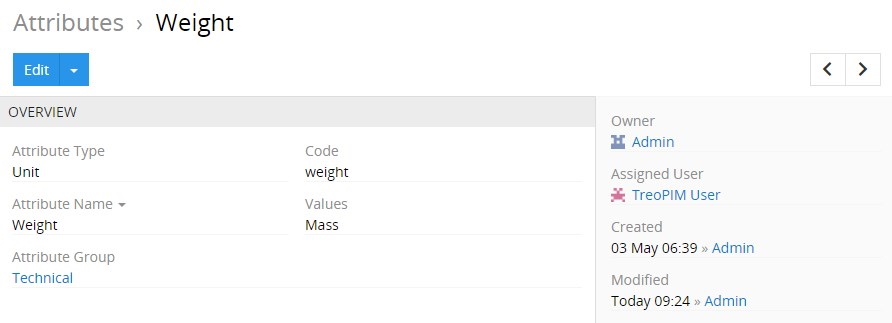 Attributes › Weight
Edit
OVERVIEW
Attribute Type
Unit
Code
weight
Attribute Name
Weight
Values
Mass
Attribute Group
Technical
Owner
Admin
Assigned User
TreoPIM User
Created
03 May 06:39 » Admin
Modified
Today 09:24 » Admin